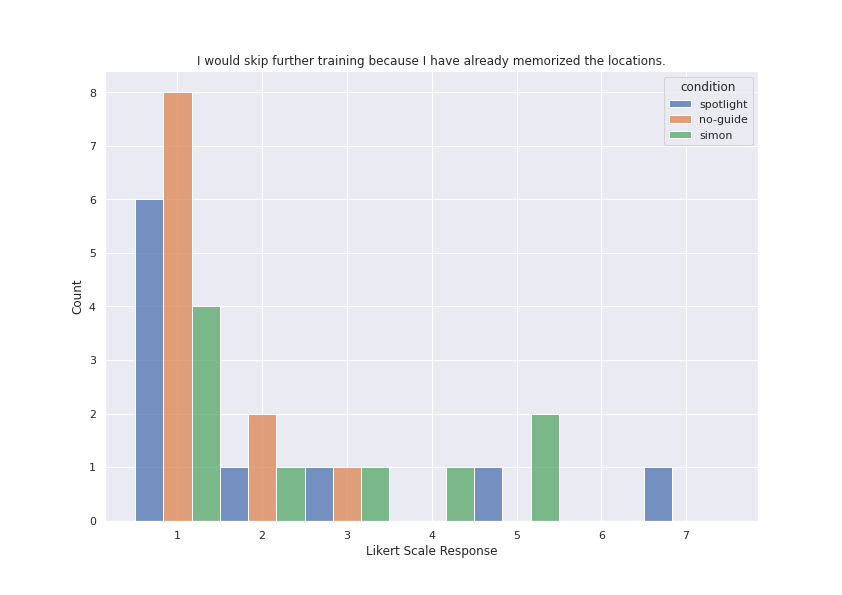 I would skip further training because I have already memorized the locations.
condition
spotlight
no-guide
simon
8
7
6
5
4
3
2
1
0
Count
1 2 3 4 5 6 7
Likert Scale Response